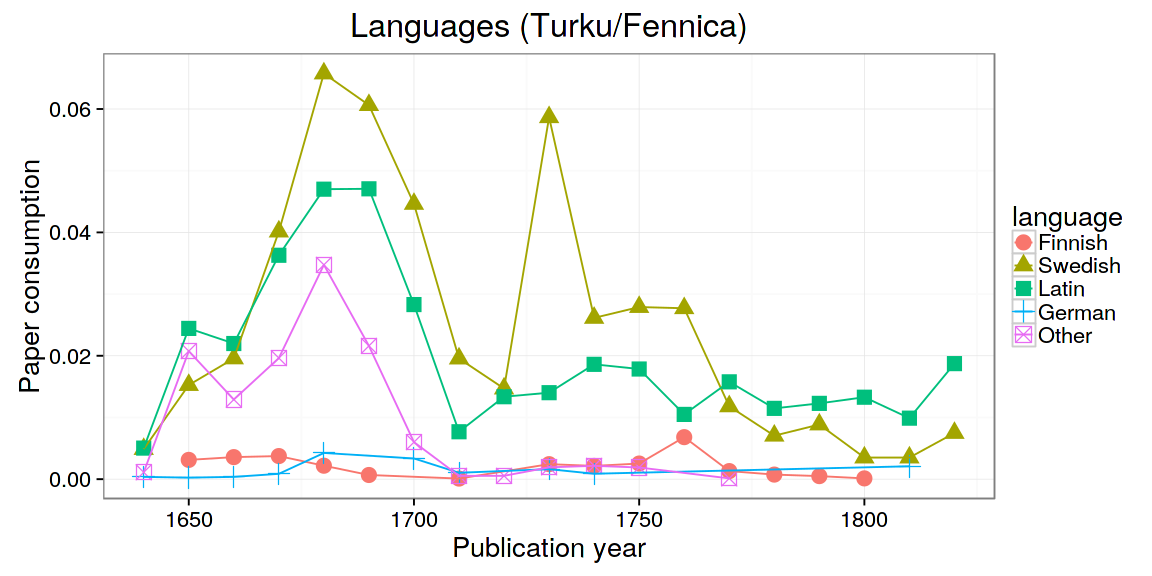 Languages (Turku/Fennica)
Paper consumption
0.06
0.04
0.02
0.00
1650
1700
1750
1800
Publication year
language
Finnish
Swedish
Latin
German
Other